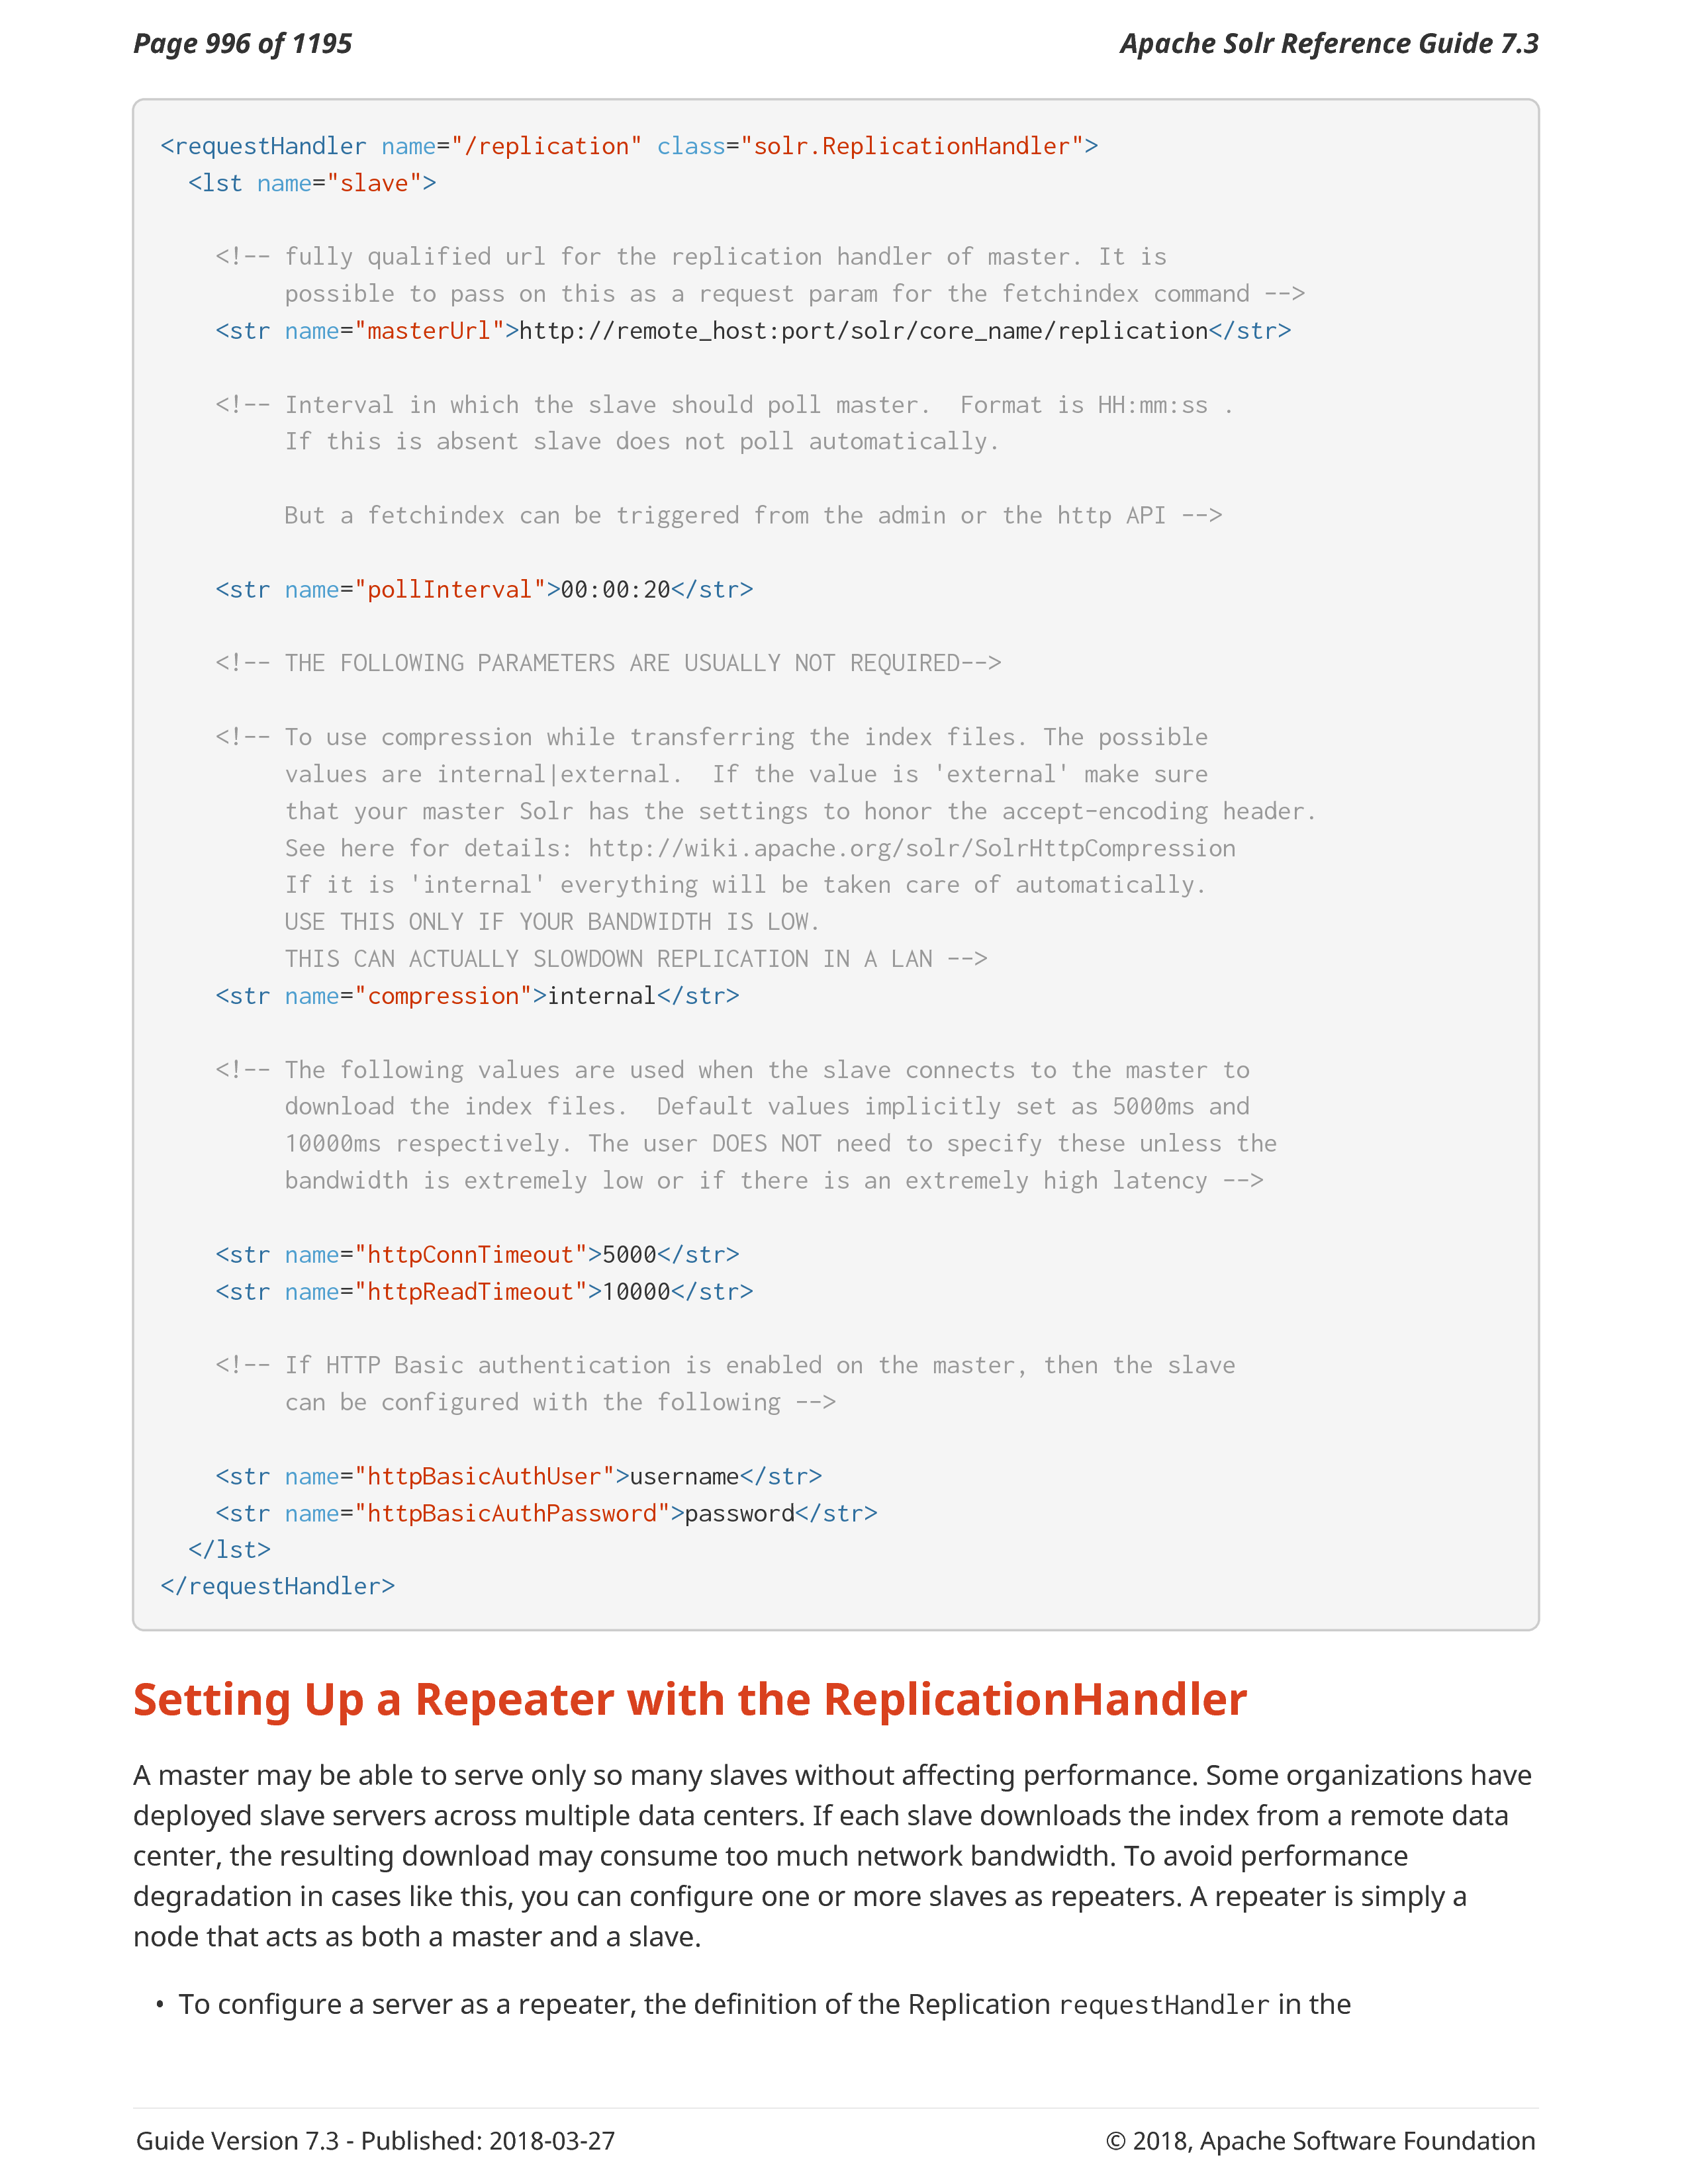 Page 996 of 1195
Apache Solr Reference Guide 7.3
<requestHandler name="/replication" class="solr.ReplicationHandler">
  <lst name="slave">
    <!-- fully qualified url for the replication handler of master. It is
         possible to pass on this as a request param for the fetchindex command -->
    <str name="masterUrl">http://remote_host:port/solr/core_name/replication</str>
    <!-- Interval in which the slave should poll master.  Format is HH:mm:ss .
         If this is absent slave does not poll automatically.
         But a fetchindex can be triggered from the admin or the http API -->
    <str name="pollInterval">00:00:20</str>
    <!-- THE FOLLOWING PARAMETERS ARE USUALLY NOT REQUIRED-->
    <!-- To use compression while transferring the index files. The possible
         values are internal|external.  If the value is 'external' make sure
         that your master Solr has the settings to honor the accept-encoding header.
         See here for details: http://wiki.apache.org/solr/SolrHttpCompression
         If it is 'internal' everything will be taken care of automatically.
         USE THIS ONLY IF YOUR BANDWIDTH IS LOW.
         THIS CAN ACTUALLY SLOWDOWN REPLICATION IN A LAN -->
    <str name="compression">internal</str>
    <!-- The following values are used when the slave connects to the master to
         download the index files.  Default values implicitly set as 5000ms and
         10000ms respectively. The user DOES NOT need to specify these unless the
         bandwidth is extremely low or if there is an extremely high latency -->
    <str name="httpConnTimeout">5000</str>
    <str name="httpReadTimeout">10000</str>
    <!-- If HTTP Basic authentication is enabled on the master, then the slave
         can be configured with the following -->
    <str name="httpBasicAuthUser">username</str>
    <str name="httpBasicAuthPassword">password</str>
  </lst>
</requestHandler>
Setting Up a Repeater with the ReplicationHandler
A master may be able to serve only so many slaves without affecting performance. Some organizations have
deployed slave servers across multiple data centers. If each slave downloads the index from a remote data
center, the resulting download may consume too much network bandwidth. To avoid performance
degradation in cases like this, you can configure one or more slaves as repeaters. A repeater is simply a
node that acts as both a master and a slave.
• To configure a server as a repeater, the definition of the Replication requestHandler in the
Guide Version 7.3 - Published: 2018-03-27
© 2018, Apache Software Foundation